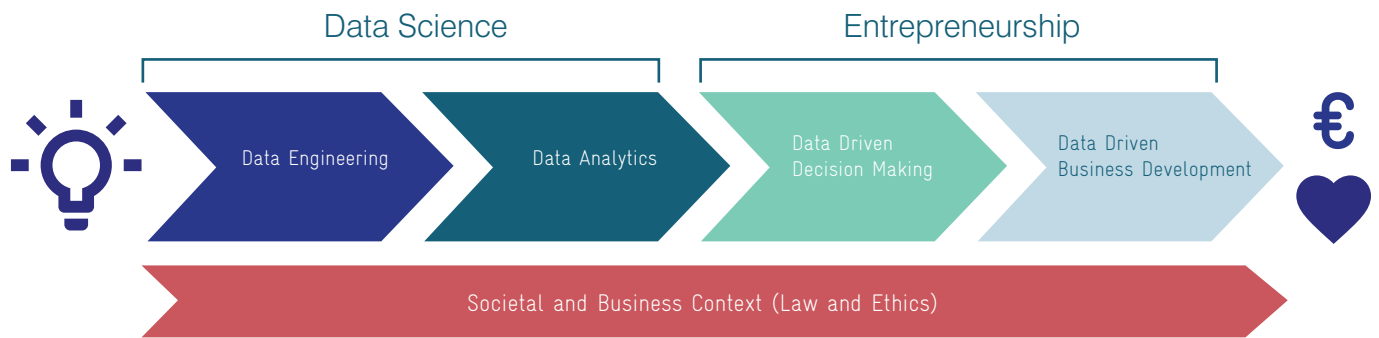 Data Science
Entrepreneurship
Data Engineering
Data Analytics
Data Driven
Decision Making
Data Driven
Business Development
€
Societal and Business Context (Law and Ethics)